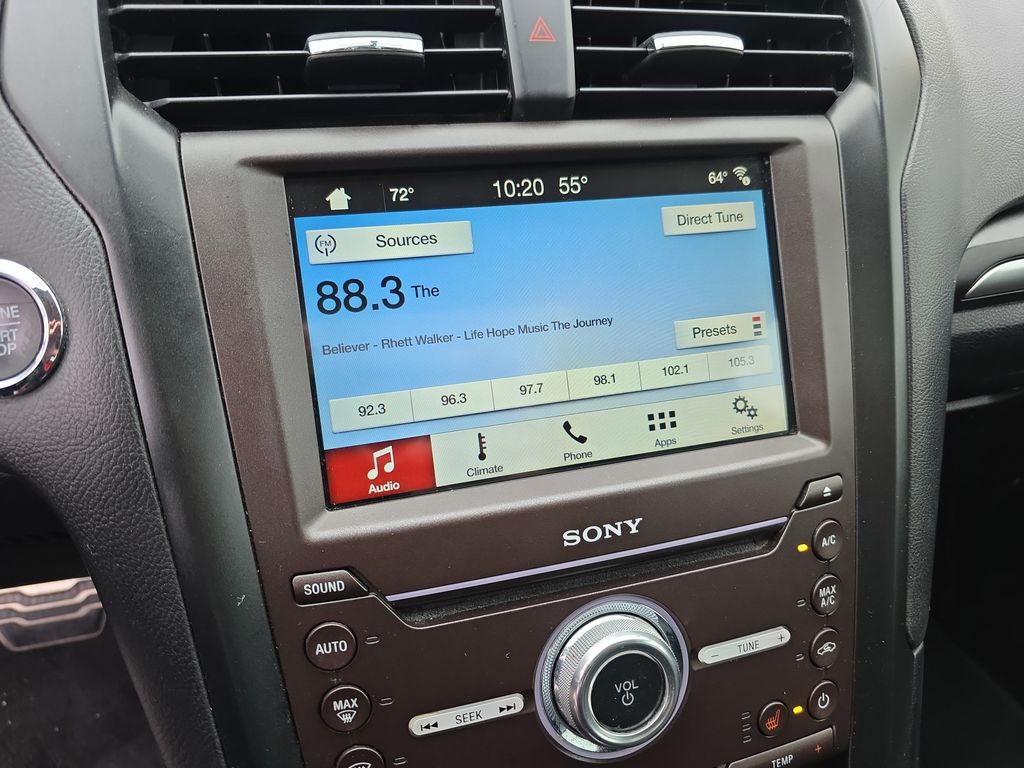 72° 10:20 55° 64°
FM Sources Direct Tune
88.3 The
Believer - Rhett Walker - Life Hope Music The Journey
Presets
92.3 96.3 97.7 98.1 102.1 105.3
Audio Climate Phone Apps Settings
SONY
SOUND
A/C
AUTO
MAX
A/C
MAX
VOL
- TUNE +
SEEK
TEMP +